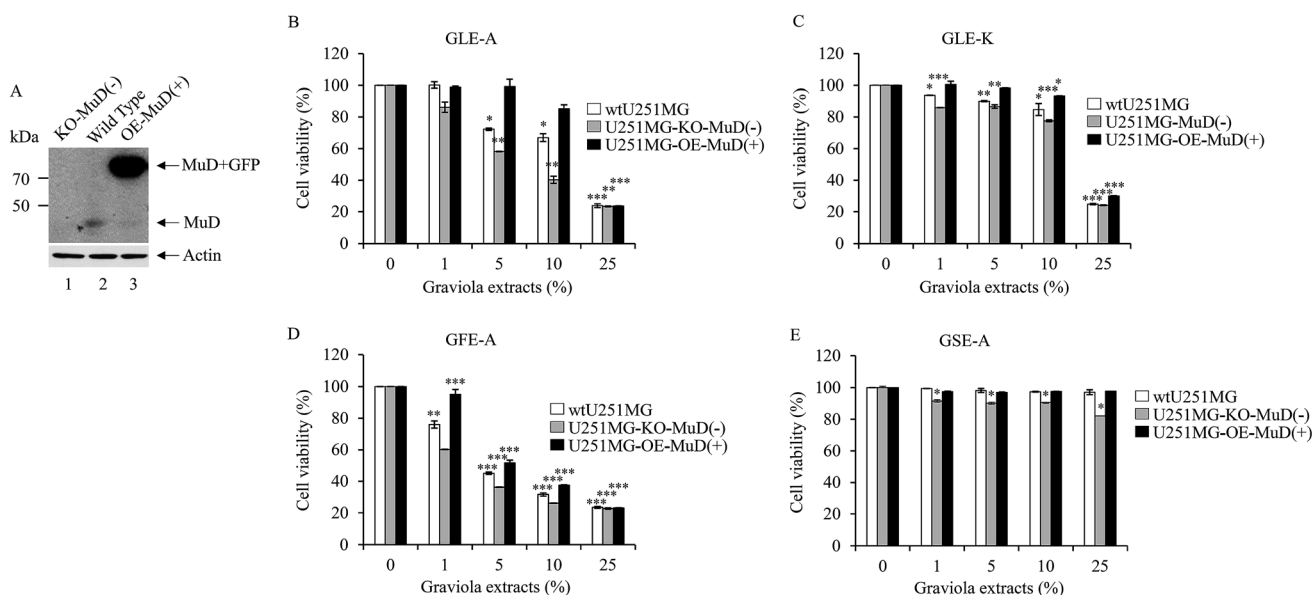 A
KO-MuD(-)
Wild Type
OE-MuD(+)
kDa
70
50
MuD+GFP
MuD
Actin
1 2 3
B
GLE-A
Cell viability (%)
120
100
80
60
40
20
0
* ** * ** *** ** ***
0 1 5 10 25
Graviola extracts (%)
wtU251MG
U251MG-KO-MuD(-)
U251MG-OE-MuD(+)
C
GLE-K
Cell viability (%)
120
100
80
60
40
20
0
* *** ** ** * *** * *** *** ***
0 1 5 10 25
Graviola extracts (%)
wtU251MG
U251MG-MuD(-)
U251MG-OE-MuD(+)
D
GFE-A
Cell viability (%)
120
100
80
60
40
20
0
** *** *** *** *** *** *** *** *** *** ***
0 1 5 10 25
Graviola extracts (%)
wtU251MG
U251MG-KO-MuD(-)
U251MG-OE-MuD(+)
E
GSE-A
Cell viability (%)
120
100
80
60
40
20
0
* * * *
0 1 5 10 25
Graviola extracts (%)
wtU251MG
U251MG-KO-MuD(-)
U251MG-OE-MuD(+)